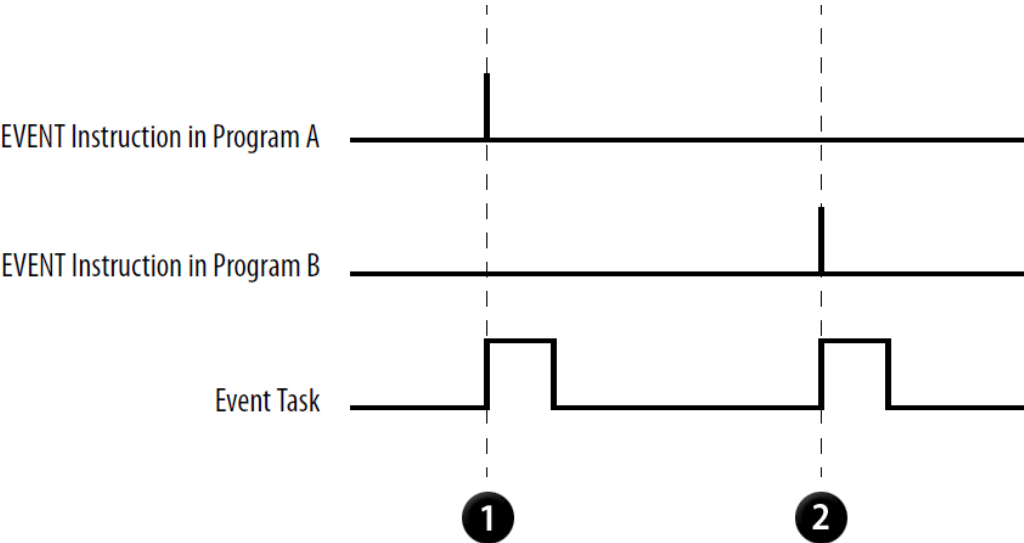 EVENT Instruction in Program A
EVENT Instruction in Program B
Event Task
1
2